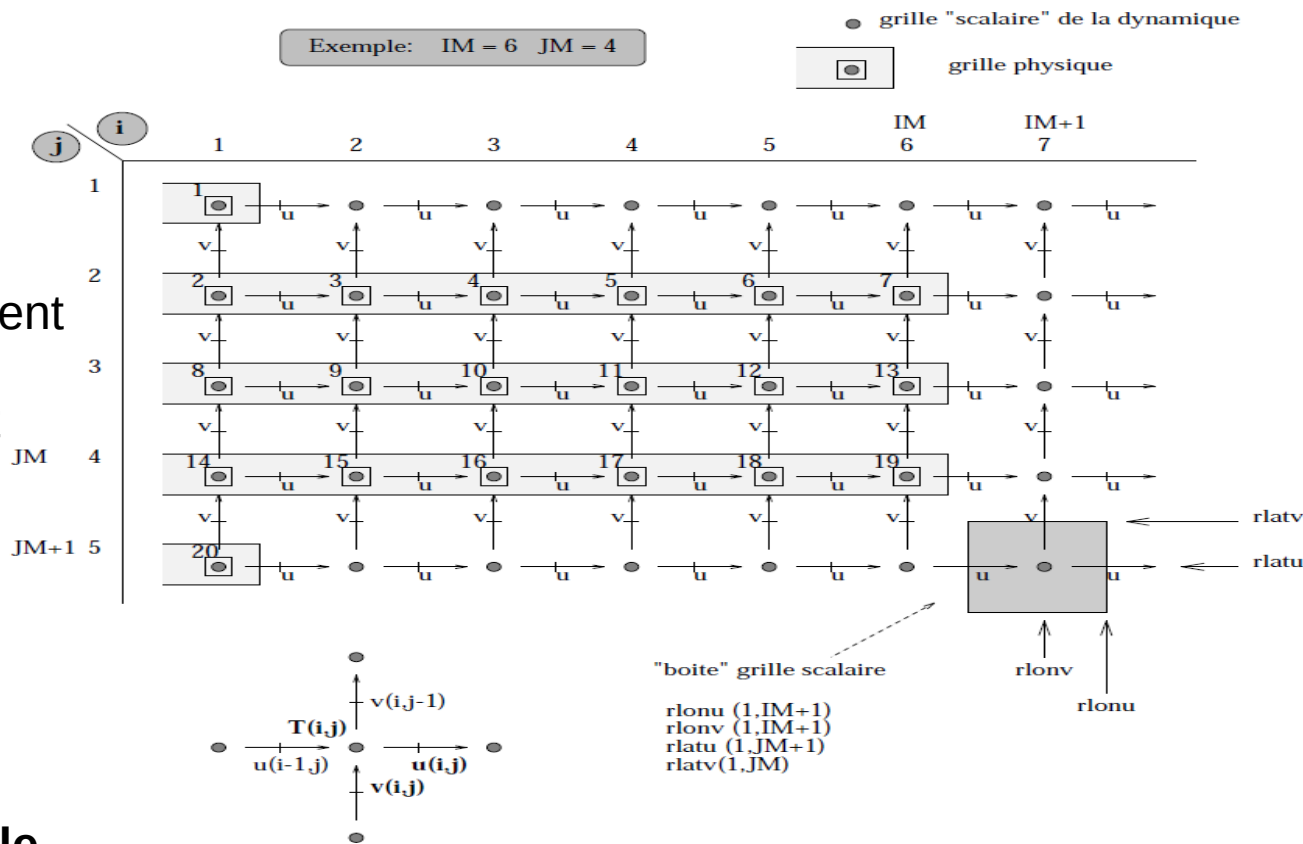 grille "scalaire" de la dynamique
Exemple: IM = 6 JM = 4
grille physique
i
j
IM IM+1
1 2 3 4 5 6 7
1
1
u u u u u u u
v v v v v v v
2
2 3 4 5 6 7
u u u u u u u
ent
v v v v v v v
3
8 9 10 11 12 13
u u u u u u u
v v v v v v v
JM 4
14 15 16 17 18 19
u u u u u u u
v v v v v v v
rlatv
JM+1 5
20
u u u u u u u
rlatu
"boite" grille scalaire
rlonv
rlonu
rlonu (1,IM+1)
rlonv (1,IM+1)
rlatu (1,JM+1)
rlatv(1,JM)
v(i,j-1)
T(i,j)
u(i-1,j) u(i,j)
v(i,j)